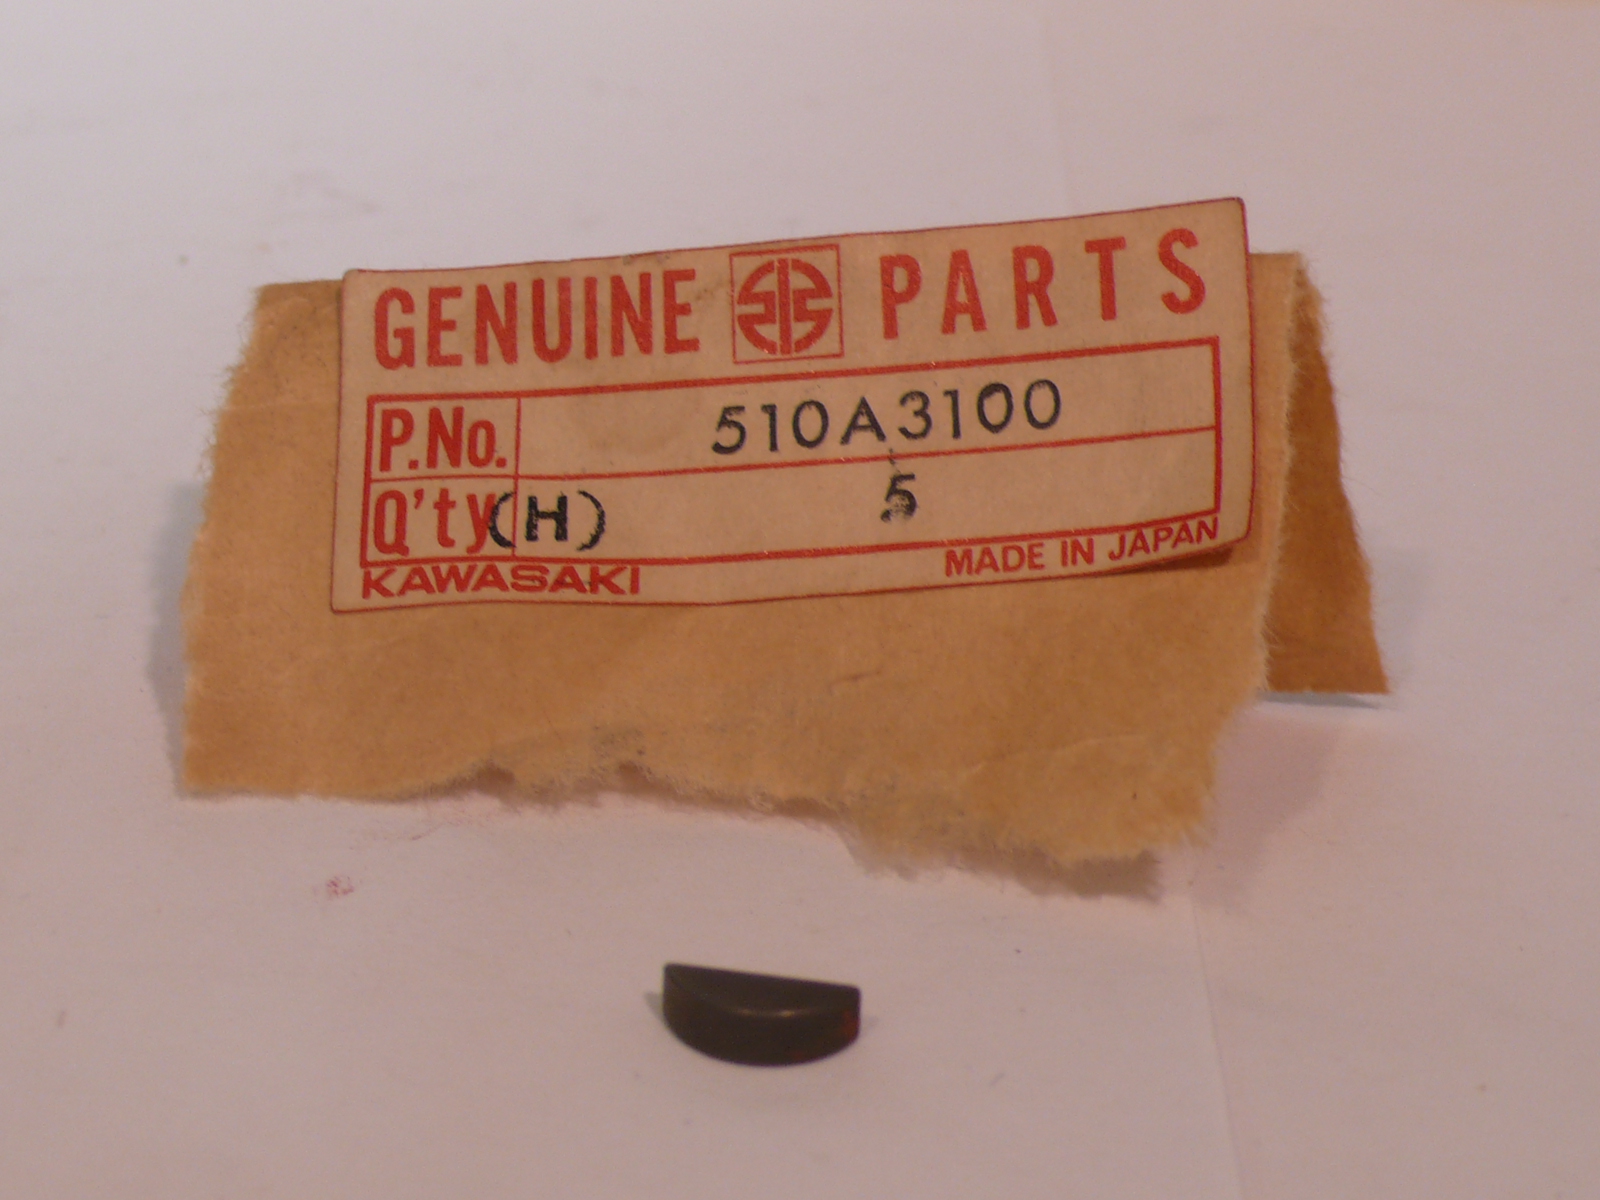 GENUINE PARTS
P.No. 510A3100
Q'ty (H) 5
KAWASAKI MADE IN JAPAN